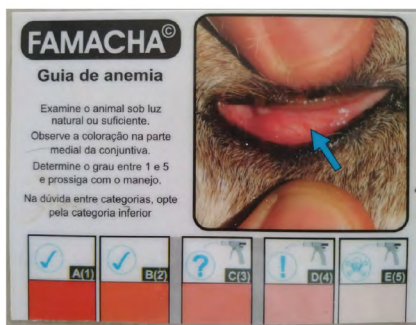 FAMACHA©
Guia de anemia
Examine o animal sob luz
natural ou suficiente.
Observe a coloração na parte
medial da conjuntiva.
Determine o grau entre 1 e 5
e prossiga com o manejo.
Na dúvida entre categorias, opte
pela categoria inferior
? !
A(1) B(2) C(3) D(4) E(5)